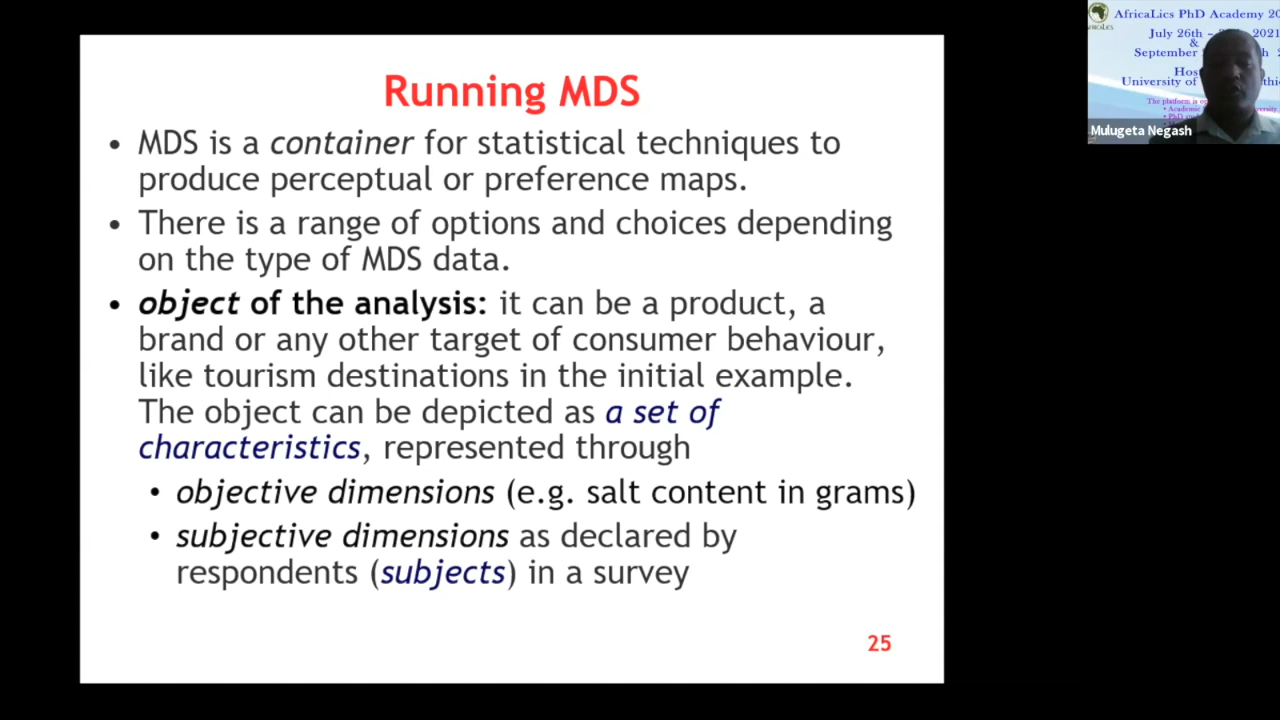 Running MDS
• MDS is a container for statistical techniques to
produce perceptual or preference maps.
• There is a range of options and choices depending
on the type of MDS data.
• object of the analysis: it can be a product, a
brand or any other target of consumer behaviour,
like tourism destinations in the initial example.
The object can be depicted as a set of
characteristics, represented through
• objective dimensions (e.g. salt content in grams)
• subjective dimensions as declared by
respondents (subjects) in a survey
25
AfricaLics PhD Academy 20
July 26th – 2021
&
September
University of
The platform is
Mulugeta Negash